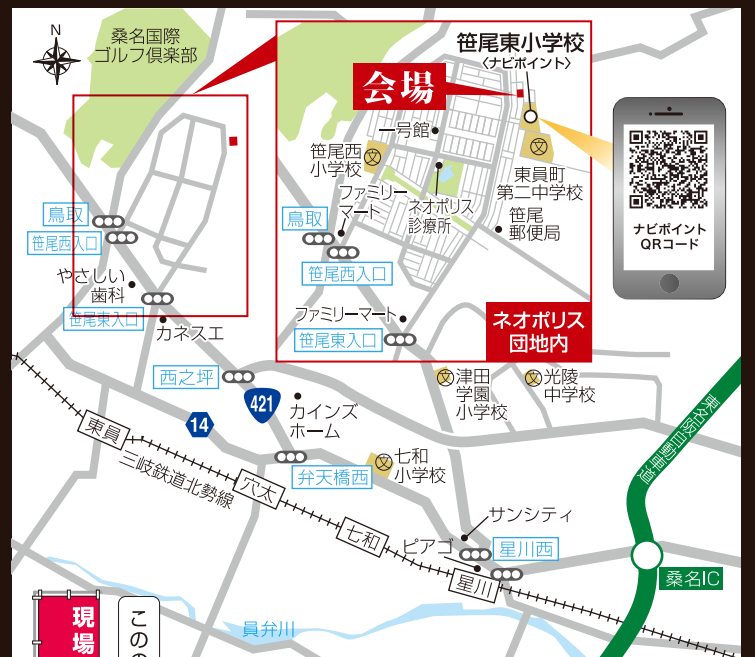 N
桑名国際
ゴルフ倶楽部
笹尾東小学校
〈ナビポイント〉
会場
一号館
笹尾西
小学校
東員町
第二中学校
ファミリー
マート
ネオポリス
診療所
笹尾
郵便局
鳥取
笹尾西入口
ファミリーマート
笹尾東入口
ネオポリス
団地内
ナビポイント
QRコード
鳥取
笹尾西入口
やさしい
歯科
笹尾東入口
カネスエ
西之坪
421
14
カインズ
ホーム
津田
学園
小学校
光陵
中学校
東名阪自動車道
東員
三岐鉄道北勢線
穴太
弁天橋西
七和
小学校
七和
サンシティ
ピアゴ
星川西
星川
桑名IC
員弁川
現場
この
文
文
文
文
文